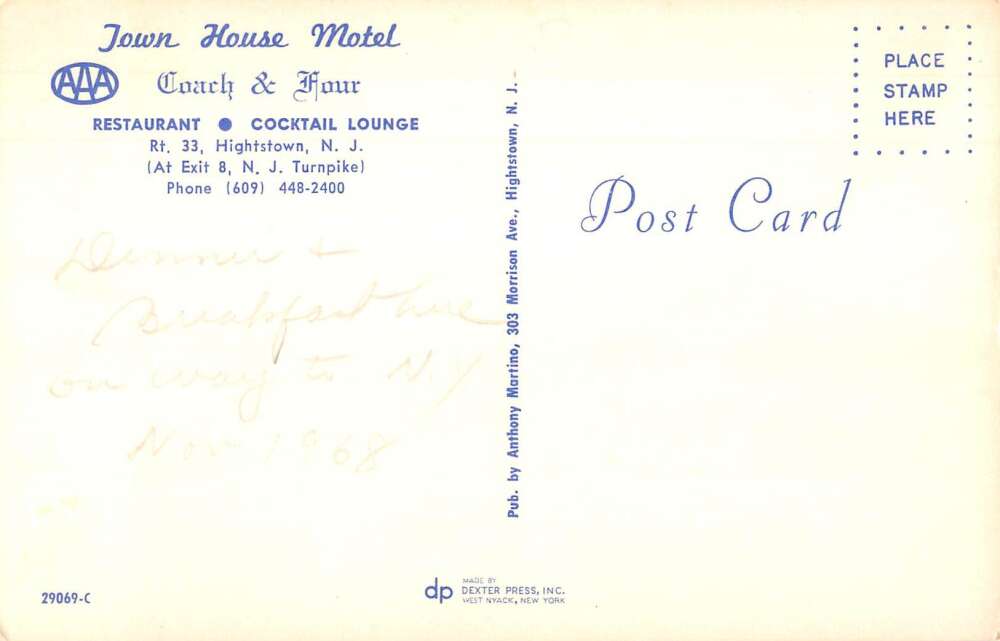 Town House Motel
AAA
Coach & Four
RESTAURANT ● COCKTAIL LOUNGE
Rt. 33, Hightstown, N. J.
(At Exit 8, N. J. Turnpike)
Phone (609) 448-2400
Dinner +
Breakfast here
on way to N.Y
Nov 1968
29069-C
Pub. by Anthony Martino, 303 Morrison Ave., Hightstown, N. J.
dp
MADE BY
DEXTER PRESS, INC.
WEST NYACK, NEW YORK
PLACE
STAMP
HERE
Post Card